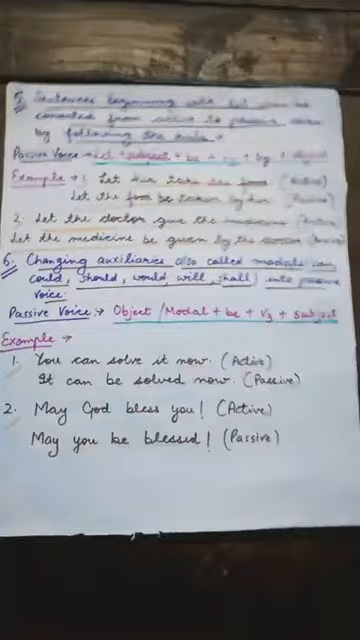 5. Sentences beginning with let can be
converted from active to passive voice
by following the rule :-
Passive Voice :- Let + object + be + V3 + by + subject
Example → 1. Let her take the food (Active)
Let the food be taken by her (Passive)
2. Let the doctor give the medicine (Active)
Let the medicine be given by the doctor (Passive)
6. Changing auxiliaries also called modals (can
could, should, would, will, shall) into passive
voice:
Passive Voice :→ Object / Modal + be + V3 + subject
Example →
1. You can solve it now. (Active)
It can be solved now. (Passive)
2. May God bless you! (Active)
May you be blessed! (Passive)